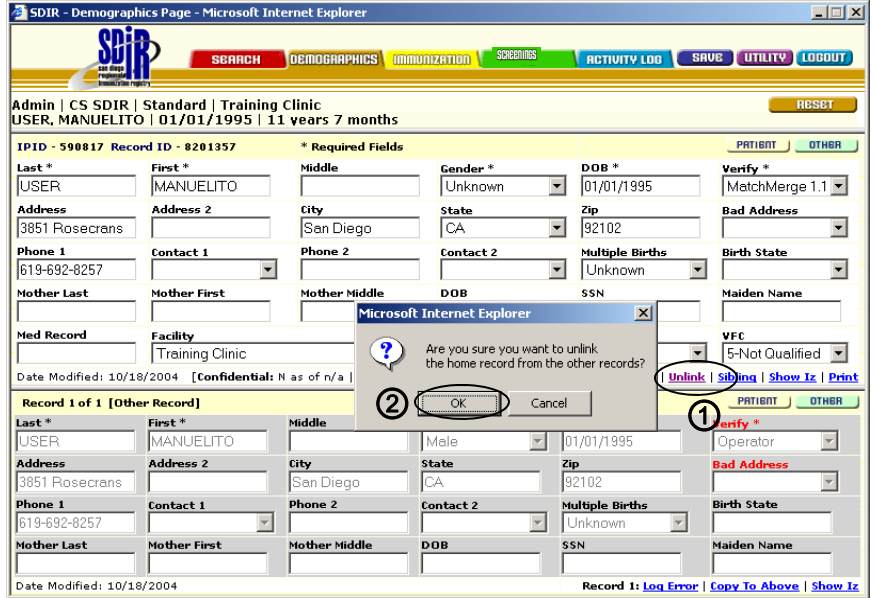 SDIR - Demographics Page - Microsoft Internet Explorer
SDIR
san diego
regional
immunization registry
SEARCH DEMOGRAPHICS IMMUNIZATION SCREENINGS ACTIVITY LOG SAVE UTILITY LOGOUT
Admin | CS SDIR | Standard | Training Clinic
RESET
USER, MANUELITO | 01/01/1995 | 11 years 7 months
IPID - 590817 Record ID - 8201357 * Required Fields PATIENT OTHER
Last * First * Middle Gender * DOB * Verify *
USER MANUELITO Unknown 01/01/1995 MatchMerge 1.1
Address Address 2 City State Zip Bad Address
3851 Rosecrans San Diego CA 92102
Phone 1 Contact 1 Phone 2 Contact 2 Multiple Births Birth State
619-692-8257 Unknown
Mother Last Mother First Mother Middle DOB SSN Maiden Name
Microsoft Internet Explorer
Med Record Facility VFC
Training Clinic 5-Not Qualified
Are you sure you want to unlink
the home record from the other records?
OK Cancel
Date Modified: 10/18/2004 [Confidential: N as of n/a | | Unlink | Sibling | Show Iz | Print
2
1
Record 1 of 1 [Other Record] PATIENT OTHER
Last * First * Middle Verify *
USER MANUELITO Male 01/01/1995 Operator
Address Address 2 City State Zip Bad Address
3851 Rosecrans San Diego CA 92102
Phone 1 Contact 1 Phone 2 Contact 2 Multiple Births Birth State
619-692-8257 Unknown
Mother Last Mother First Mother Middle DOB SSN Maiden Name
Date Modified: 10/18/2004 Record 1: Log Error | Copy To Above | Show Iz